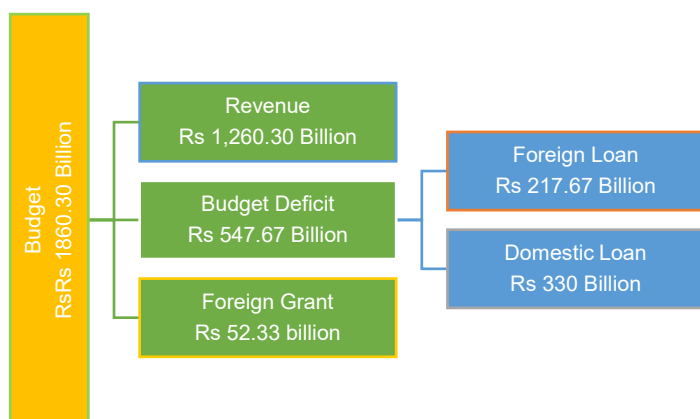 Budget
RsRs 1860.30 Billion
Revenue
Rs 1,260.30 Billion
Budget Deficit
Rs 547.67 Billion
Foreign Grant
Rs 52.33 billion
Foreign Loan
Rs 217.67 Billion
Domestic Loan
Rs 330 Billion